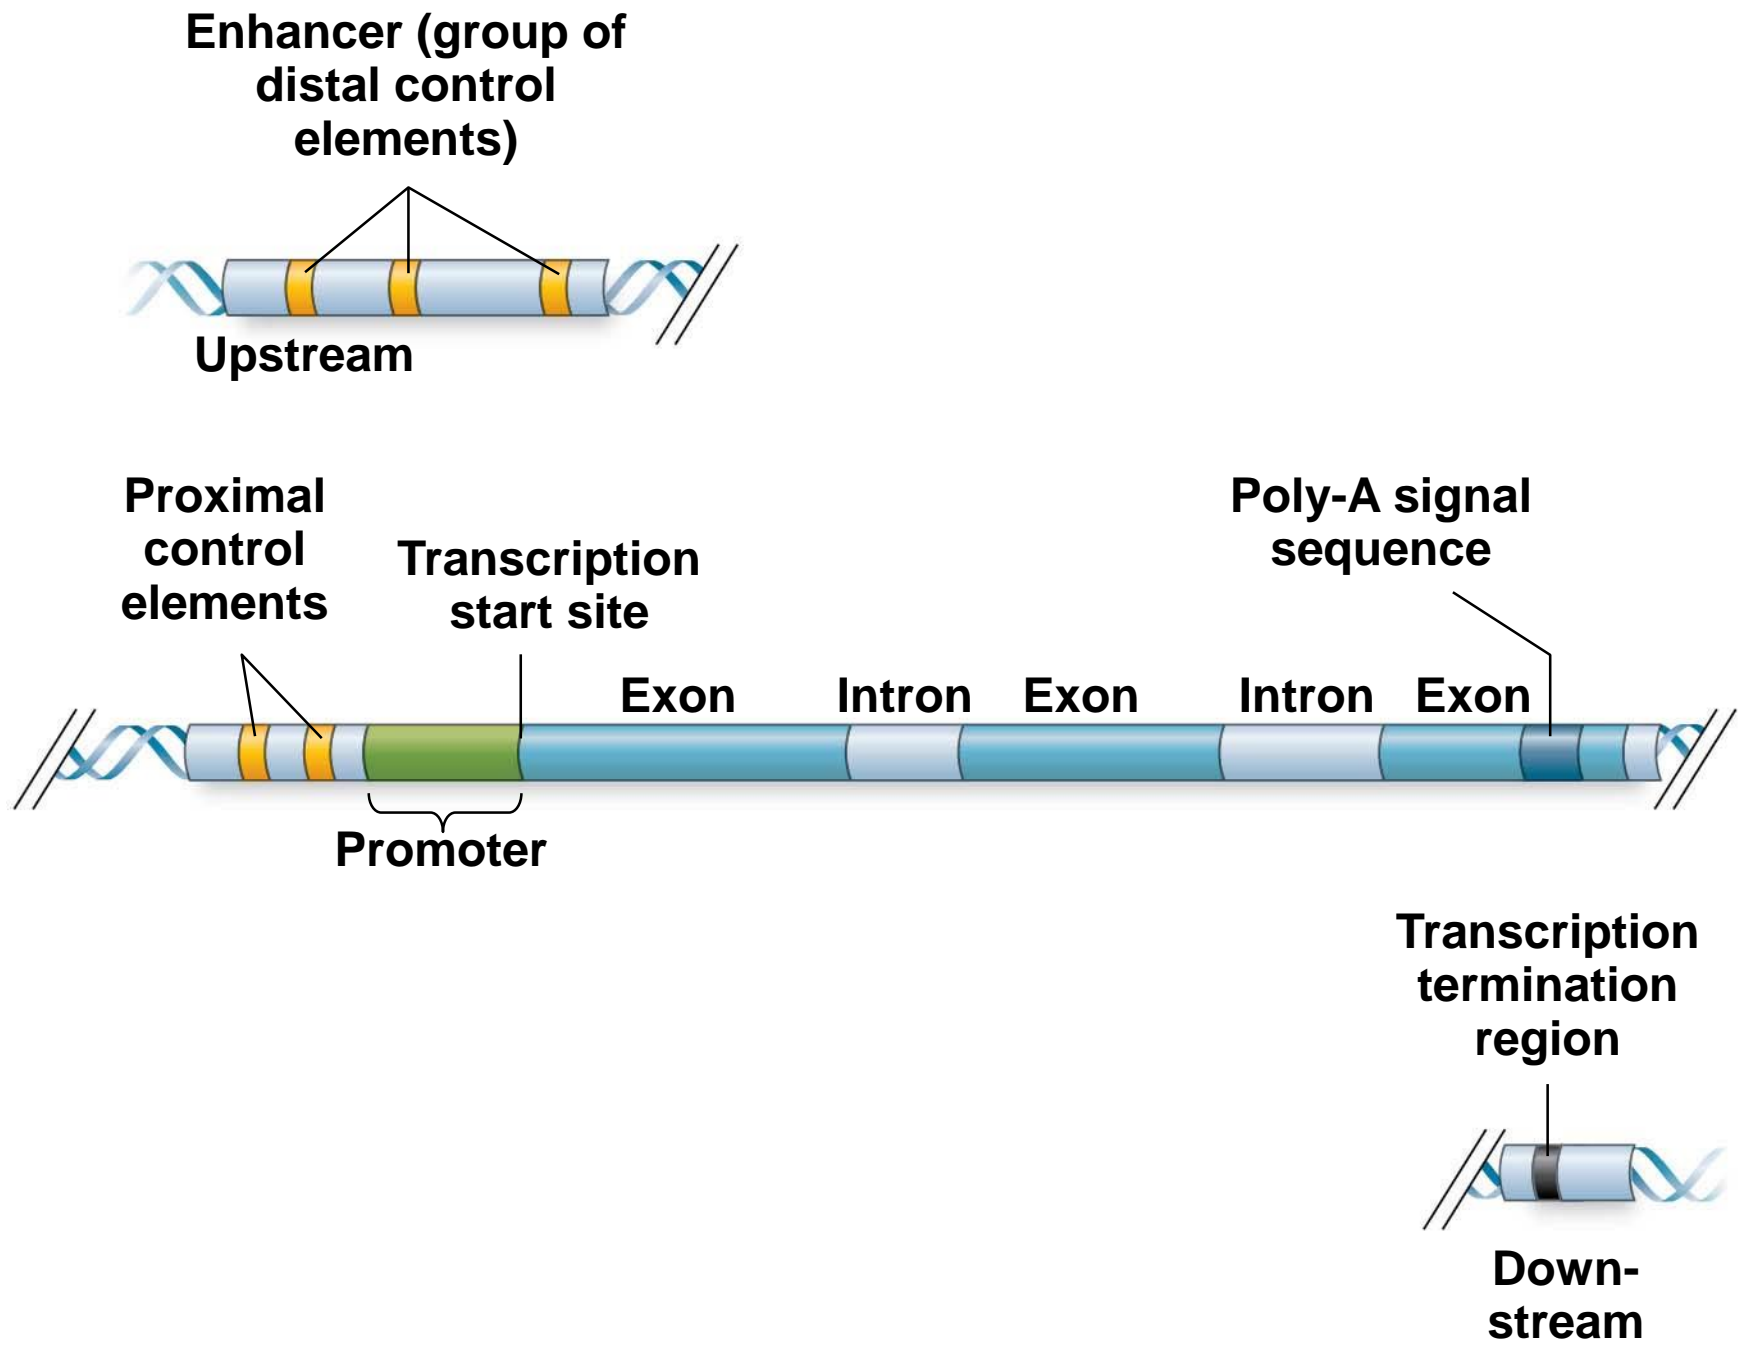 Enhancer (group of
distal control
elements)
Upstream
Proximal
control
elements
Transcription
start site
Poly-A signal
sequence
Exon
Intron
Exon
Intron
Exon
Promoter
Transcription
termination
region
Down-
stream